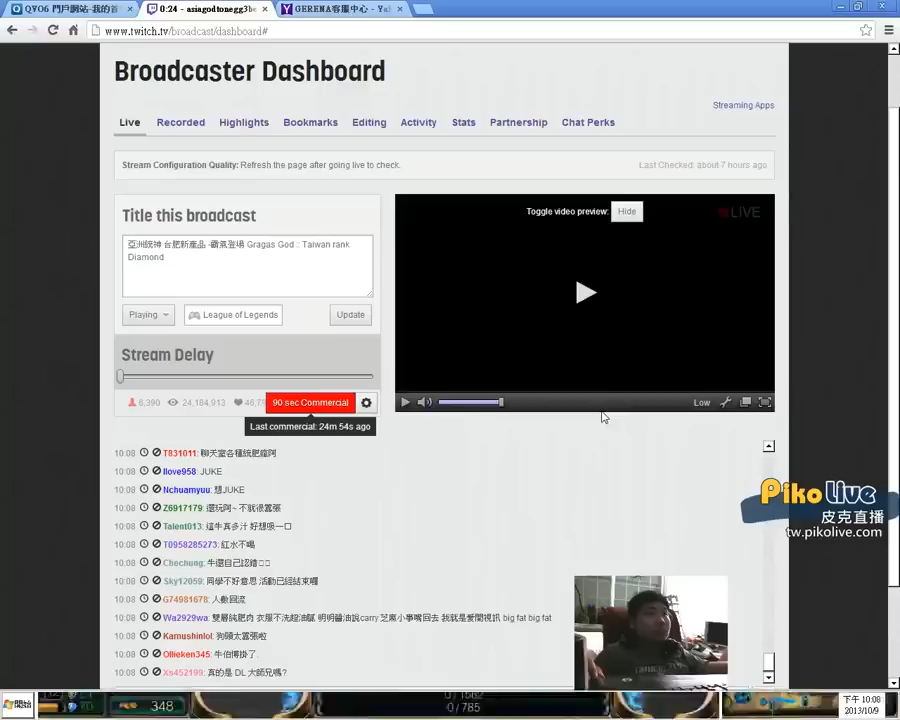 QVO6 門戶網站-我的首
0:24 - asiagodtonegg3be
GERENA客服中心 - Ya
www.twitch.tv/broadcast/dashboard#
Broadcaster Dashboard
Streaming Apps
Live Recorded Highlights Bookmarks Editing Activity Stats Partnership Chat Perks
Stream Configuration Quality: Refresh the page after going live to check.
Last Checked: about 7 hours ago
Title this broadcast
亞洲統神 台肥新產品 -霸氣登場 Gragas God :: Taiwan rank
Diamond
Playing League of Legends Update
Stream Delay
6,390 24,184,913 90 sec Commercial
Last commercial: 24m 54s ago
Toggle video preview: Hide
LIVE
Low
10:08 T831011: 聊天室各種統肥縮阿
10:08 Ilove958: JUKE
10:08 Nchuamyuu: 想JUKE
10:08 Z6917179: 還玩阿~ 不就很囂張
10:08 Talent013: 這牛真多汁 好想吸一口
10:08 T0958285273: 紅水不喝
10:08 Chechung: 牛還自己認錯
10:08 Sky12059: 同學不好意思 活動已經結束喔
10:08 G74981678: 人數回流
10:08 Wa2929wa: 雙層純肥肉 衣服不洗超油膩 明明醬油說carry 芝麻小事嘴回去 我就是愛開視訊 big fat big fat
10:08 Kamushinlol: 狗頭太囂張啦
10:08 Ollieken345: 牛伯博掛了.
10:08 Xs452199: 真的是 DL 大師兄嗎?
Piko Live
皮克直播
tw.pikolive.com
348
0 / 785
下午 10:08
2013/10/9